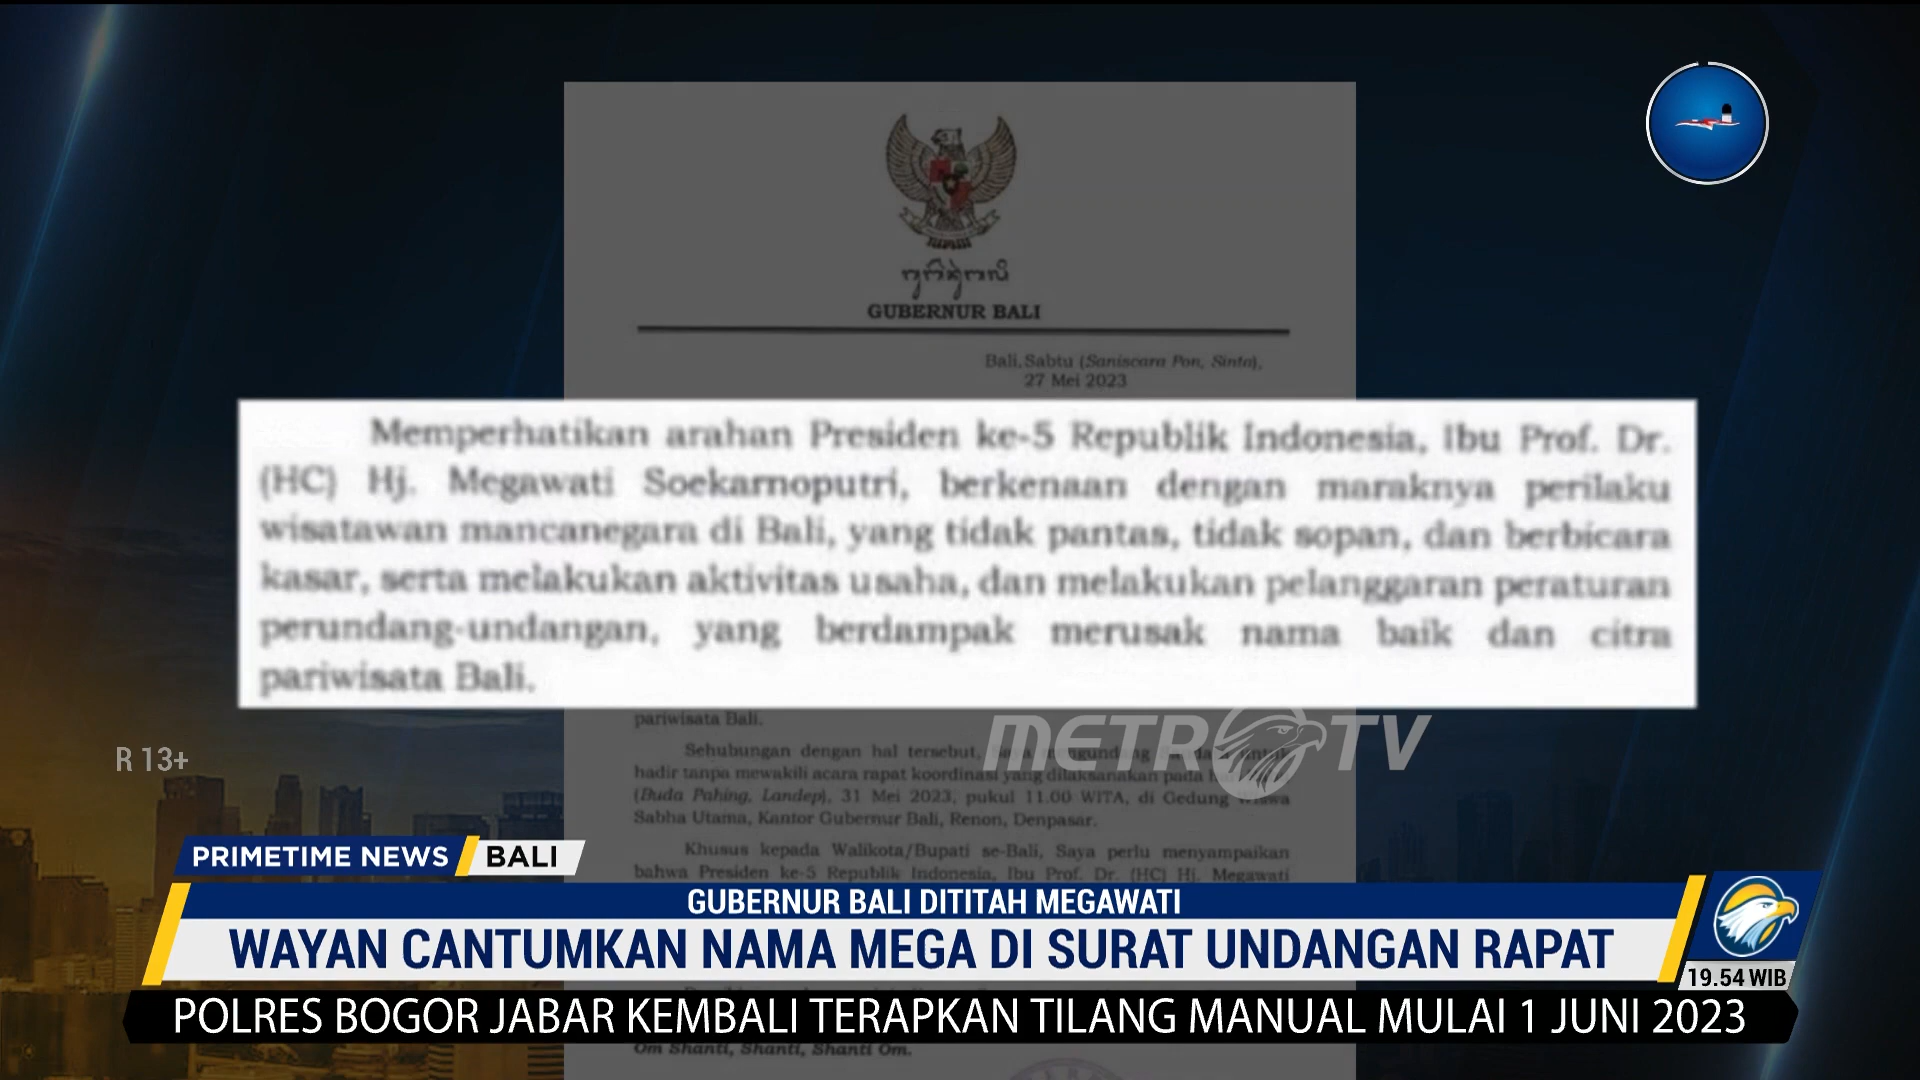 GUBERNUR BALI
Bali, Sabtu (Saniscara Pon, Sinta),
27 Mei 2023
Memperhatikan arahan Presiden ke-5 Republik Indonesia, Ibu Prof. Dr.
(HC) Hj. Megawati Soekarnoputri, berkenaan dengan maraknya perilaku
wisatawan mancanegara di Bali, yang tidak pantas, tidak sopan, dan berbicara
kasar, serta melakukan aktivitas usaha, dan melakukan pelanggaran peraturan
perundang-undangan, yang berdampak merusak nama baik dan citra
pariwisata Bali.
pariwisata Bali.
METRO TV
R 13+
Sehubungan dengan hal tersebut, Saya mengundang
hadir tanpa mewakili acara rapat koordinasi yang dilaksanakan pada
(Buda Pahing, Landep), 31 Mei 2023, pukul 11.00 WITA, di Gedung Wiswa
Sabha Utama, Kantor Gubernur Bali, Renon, Denpasar.
Khusus kepada Walikota/Bupati se-Bali, Saya perlu menyampaikan
bahwa Presiden ke-5 Republik Indonesia, Ibu Prof. Dr. (HC) Hj. Megawati
PRIMETIME NEWS BALI
GUBERNUR BALI DITITAH MEGAWATI
WAYAN CANTUMKAN NAMA MEGA DI SURAT UNDANGAN RAPAT
19.54 WIB
POLRES BOGOR JABAR KEMBALI TERAPKAN TILANG MANUAL MULAI 1 JUNI 2023
Om Shanti, Shanti, Shanti Om.